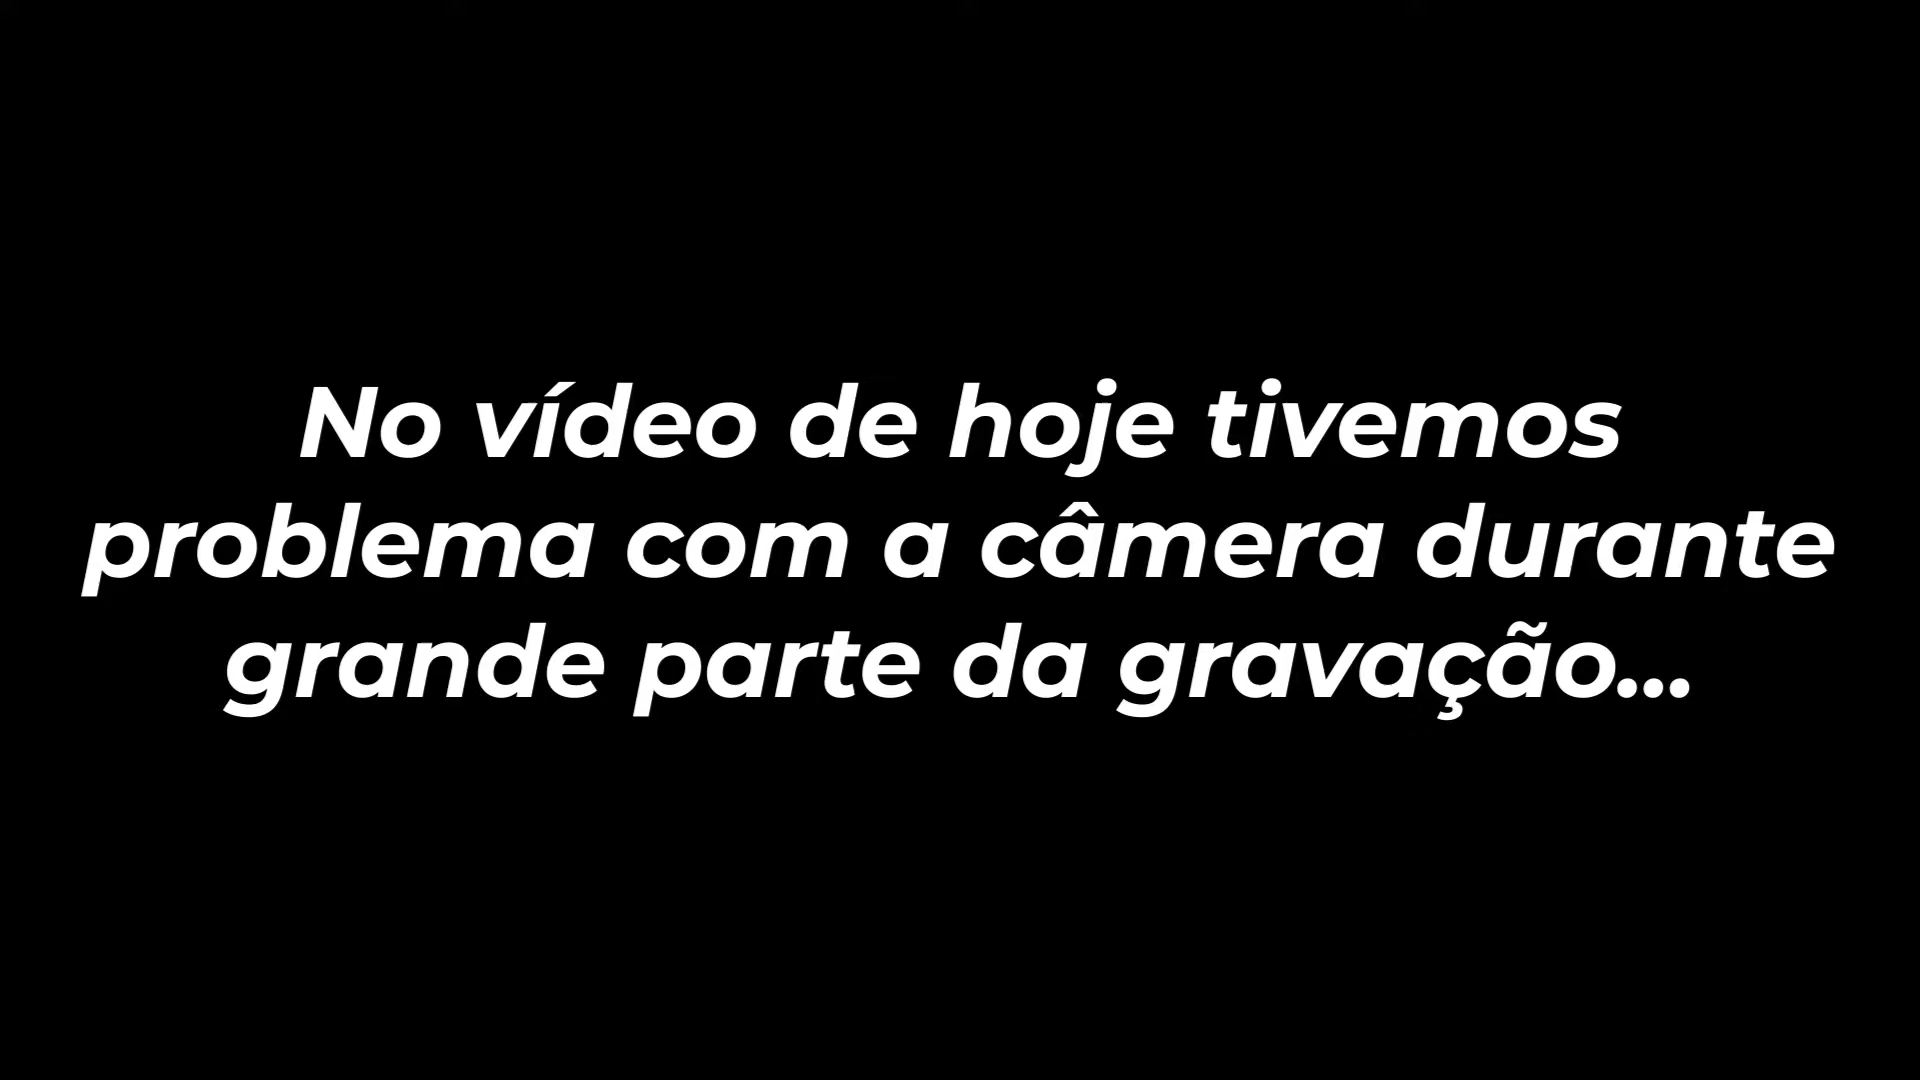 No vídeo de hoje tivemos
problema com a câmera durante
grande parte da gravação...